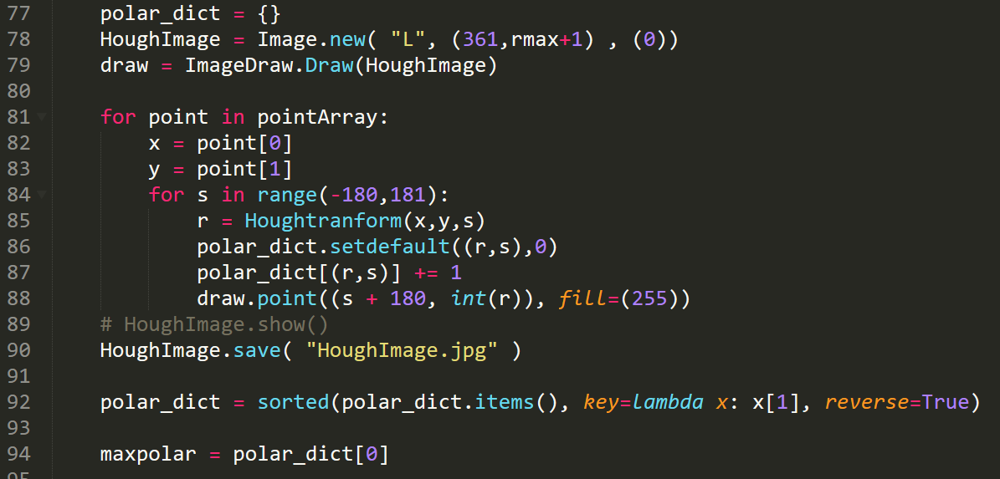 77 polar_dict = {}
78 HoughImage = Image.new( "L", (361,rmax+1) , (0))
79 draw = ImageDraw.Draw(HoughImage)
80
81 for point in pointArray:
82 x = point[0]
83 y = point[1]
84 for s in range(-180,181):
85 r = Houghtranform(x,y,s)
86 polar_dict.setdefault((r,s),0)
87 polar_dict[(r,s)] += 1
88 draw.point((s + 180, int(r)), fill=(255))
89 # HoughImage.show()
90 HoughImage.save( "HoughImage.jpg" )
91
92 polar_dict = sorted(polar_dict.items(), key=lambda x: x[1], reverse=True)
93
94 maxpolar = polar_dict[0]
95